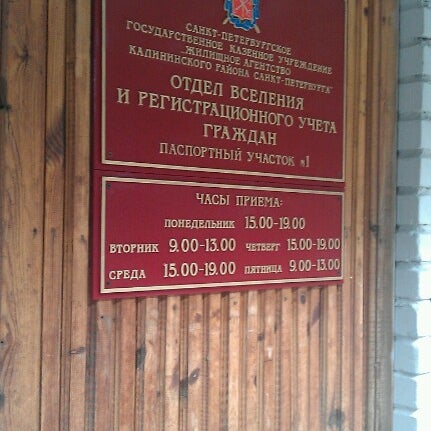 САНКТ-ПЕТЕРБУРГСКОЕ
ГОСУДАРСТВЕННОЕ КАЗЕННОЕ УЧРЕЖДЕНИЕ
„ЖИЛИЩНОЕ АГЕНТСТВО
КАЛИНИНСКОГО РАЙОНА САНКТ-ПЕТЕРБУРГА"
ОТДЕЛ ВСЕЛЕНИЯ
И РЕГИСТРАЦИОННОГО УЧЕТА
ГРАЖДАН
ПАСПОРТНЫЙ УЧАСТОК №1
ЧАСЫ ПРИЕМА:
ПОНЕДЕЛЬНИК 15.00-19.00
ВТОРНИК 9.00-13.00 ЧЕТВЕРГ 15.00-19.00
СРЕДА 15.00-19.00 ПЯТНИЦА 9.00-13.00